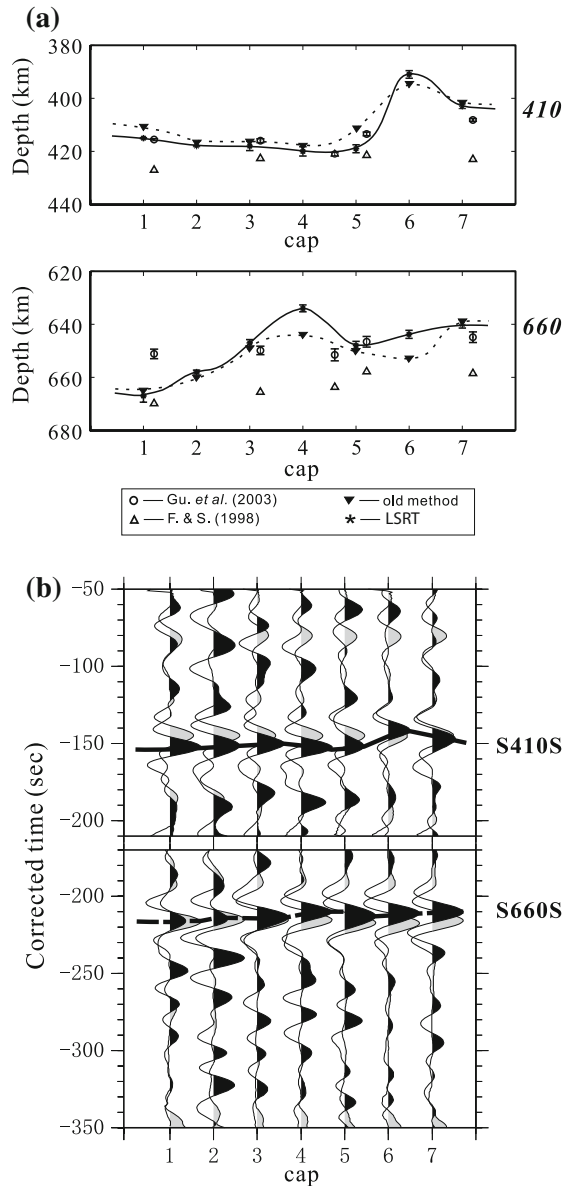 (a)
380
400
420
440
Depth (km)
410
1 2 3 4 5 6 7
cap
620
640
660
680
Depth (km)
660
1 2 3 4 5 6 7
cap
Gu. et al. (2003)
old method
F. & S. (1998)
LSRT
(b)
-50
-100
-150
-200
S410S
-200
-250
-300
-350
S660S
Corrected time (sec)
1 2 3 4 5 6 7
cap